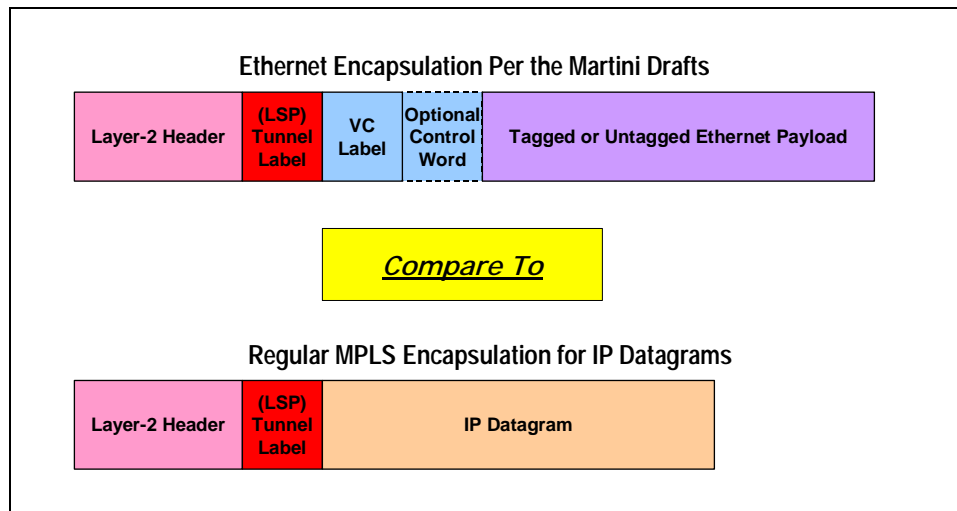 Ethernet Encapsulation Per the Martini Drafts
Layer-2 Header
(LSP)
Tunnel
Label
VC
Label
Optional
Control
Word
Tagged or Untagged Ethernet Payload
Compare To
Regular MPLS Encapsulation for IP Datagrams
Layer-2 Header
(LSP)
Tunnel
Label
IP Datagram